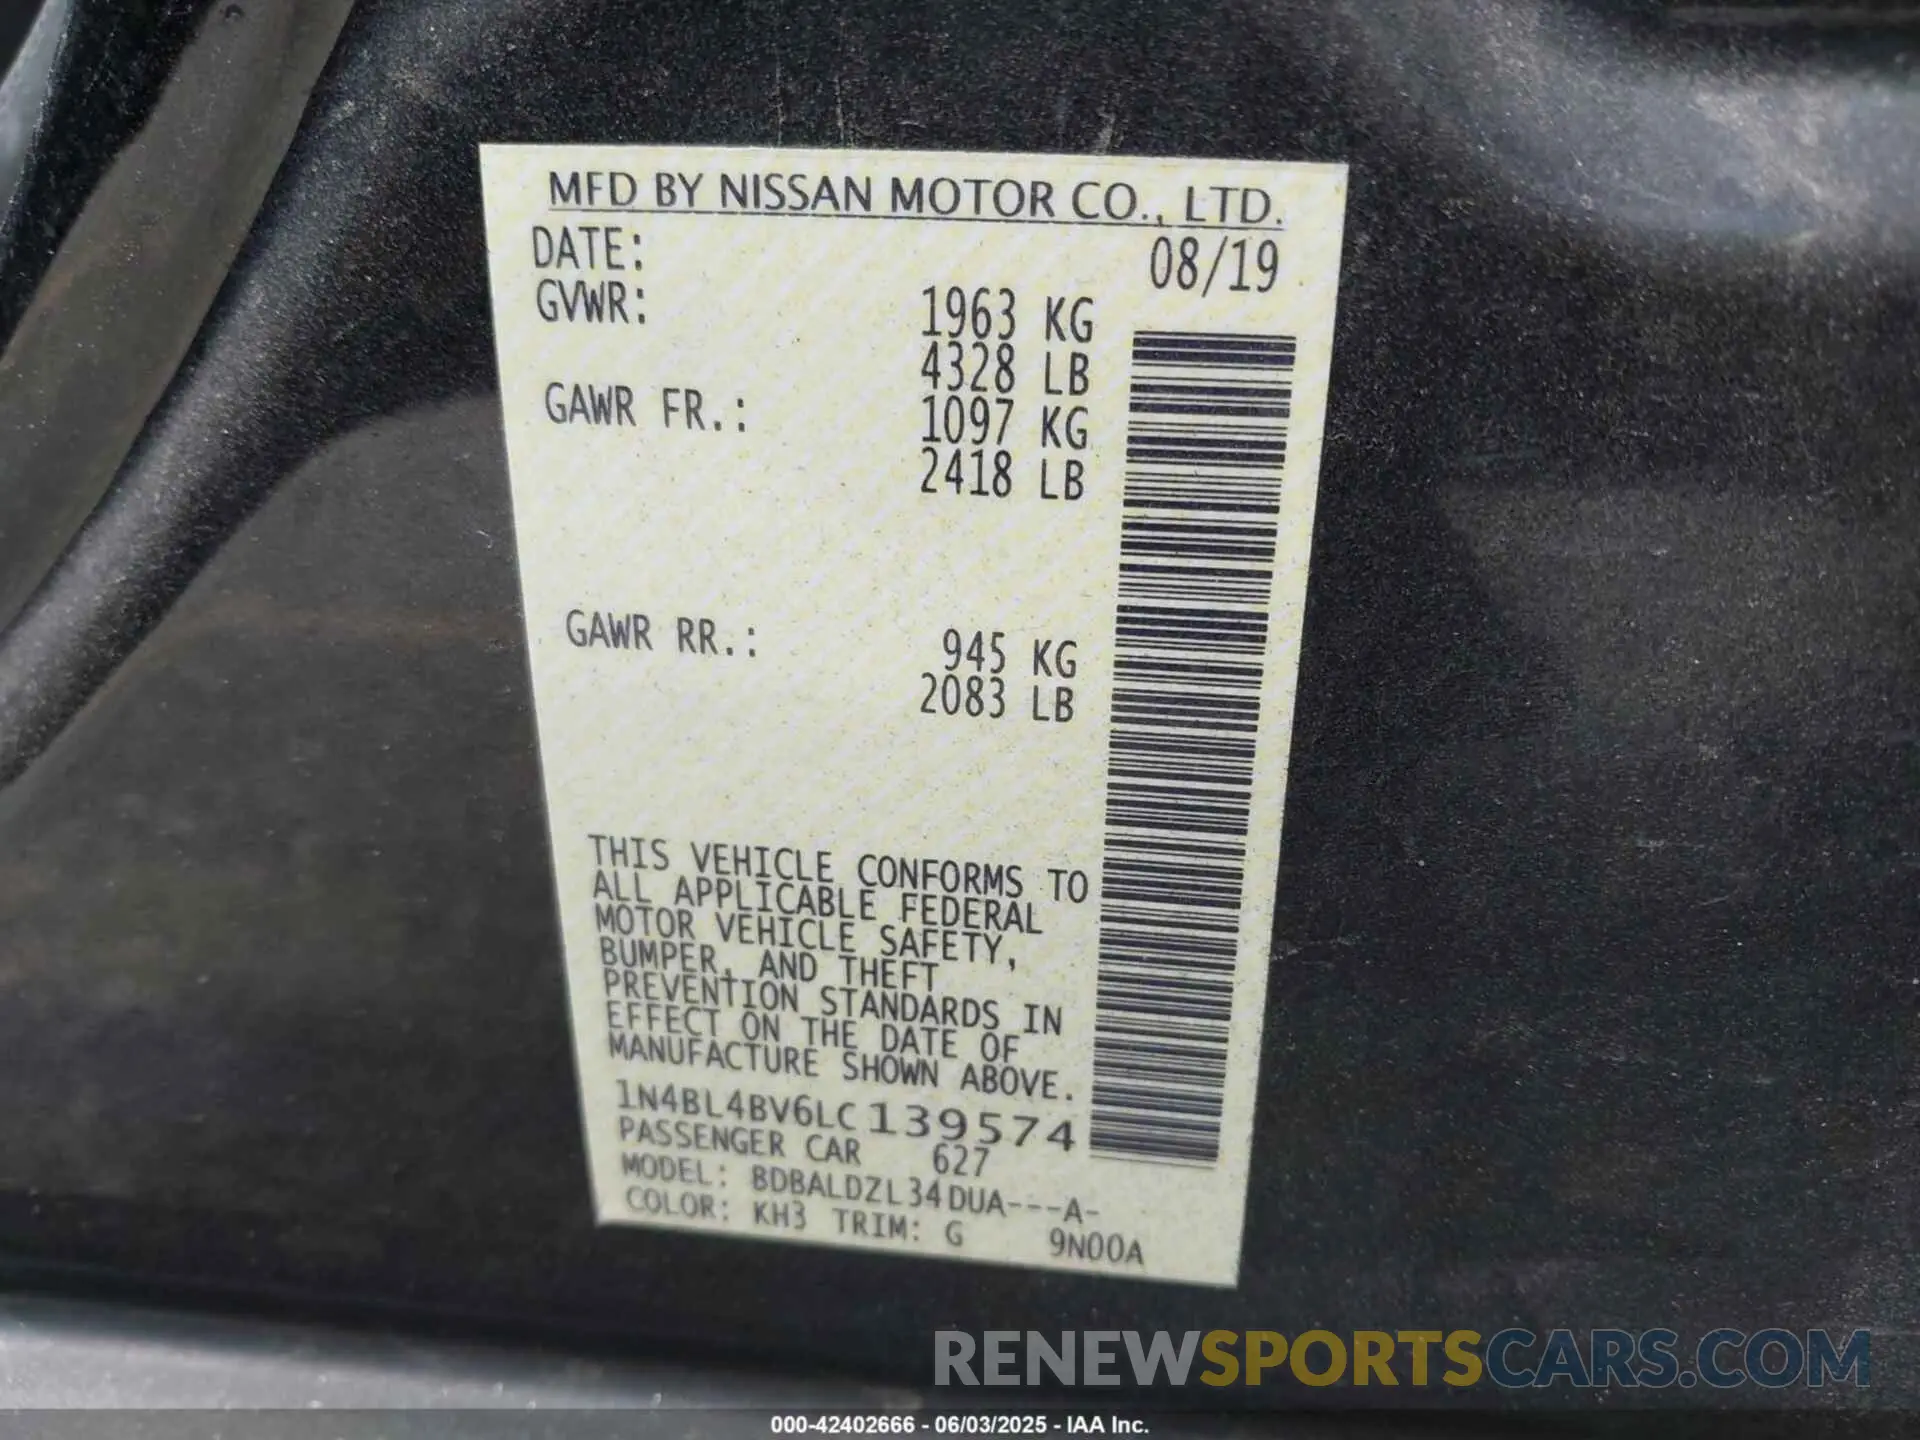 MFD BY NISSAN MOTOR CO., LTD.
DATE: 08/19
GVWR: 1963 KG
4328 LB
GAWR FR.: 1097 KG
2418 LB
GAWR RR.: 945 KG
2083 LB
THIS VEHICLE CONFORMS TO
ALL APPLICABLE FEDERAL
MOTOR VEHICLE SAFETY,
BUMPER, AND THEFT
PREVENTION STANDARDS IN
EFFECT ON THE DATE OF
MANUFACTURE SHOWN ABOVE.
1N4BL4BV6LC139574
PASSENGER CAR 627
MODEL: BDBALDZL34DUA---A-
COLOR: KH3 TRIM: G 9N00A
RENEWSPORTSCARS.COM
000-42402666 - 06/03/2025 - IAA Inc.